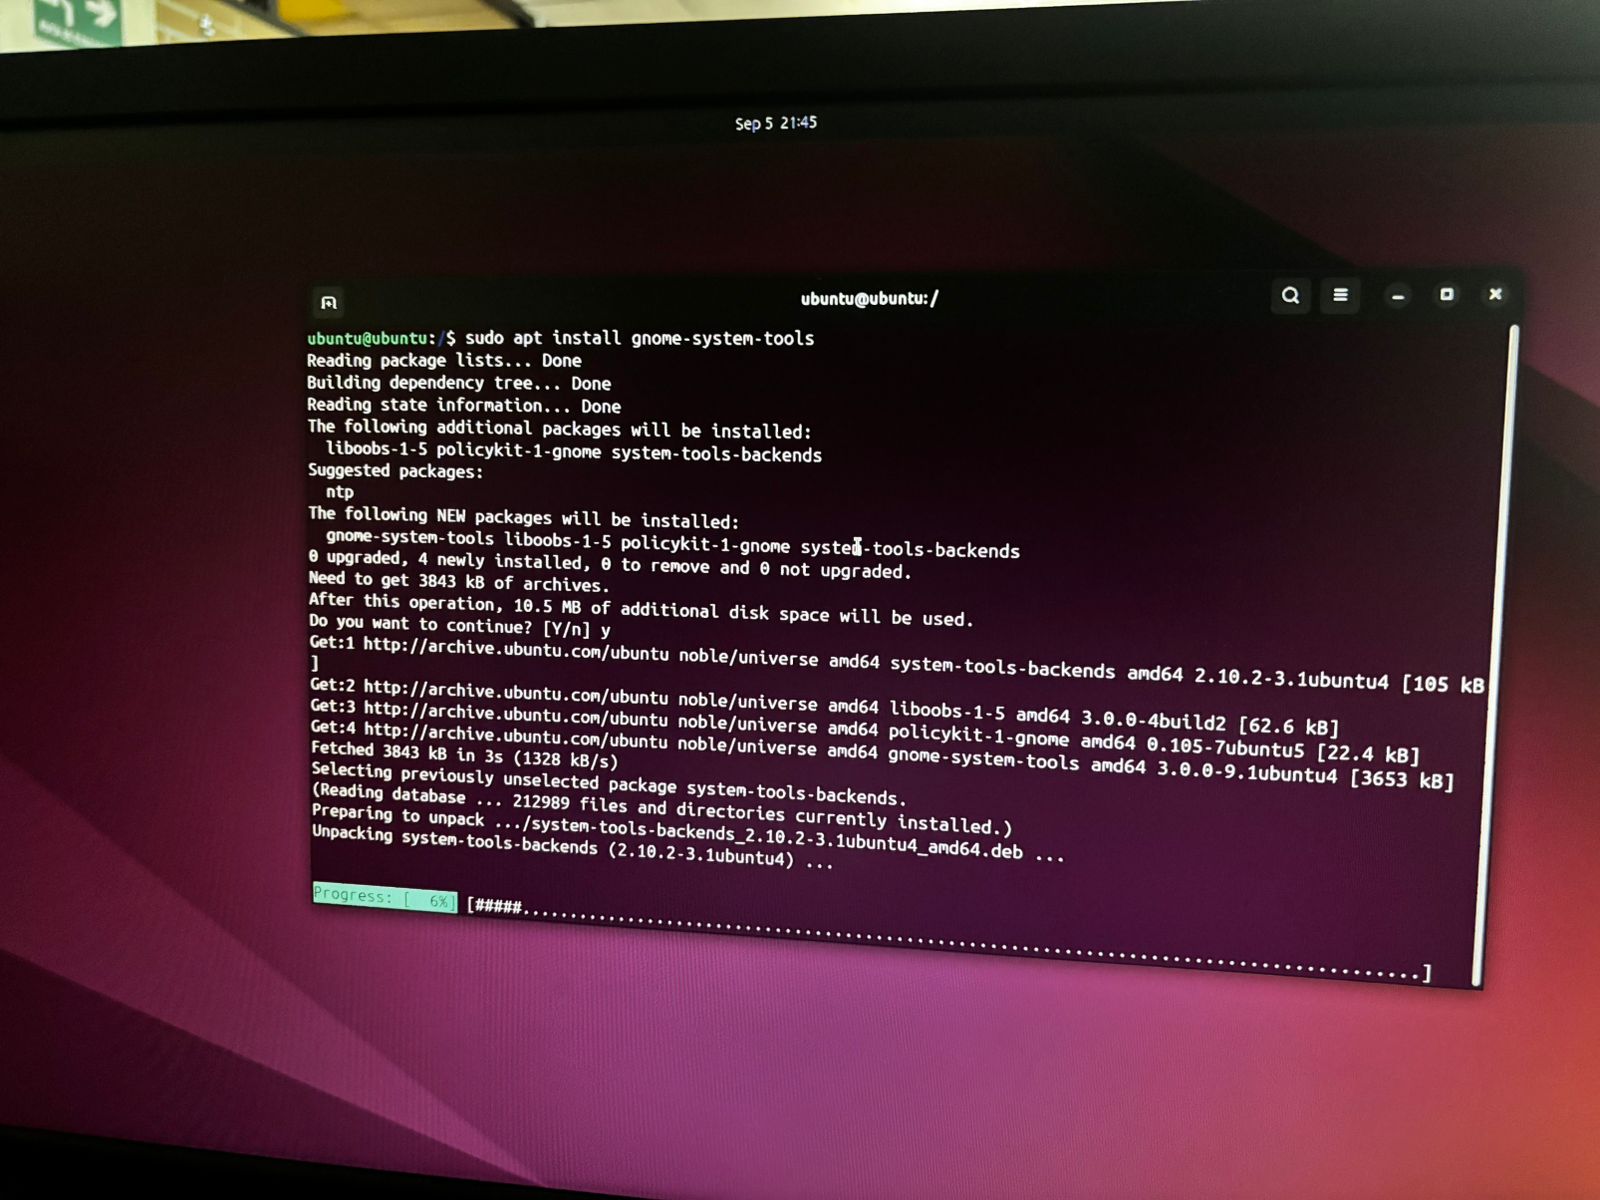 Sep 5 21:45
ubuntu@ubuntu:/
ubuntu@ubuntu:/$ sudo apt install gnome-system-tools
Reading package lists... Done
Building dependency tree... Done
Reading state information... Done
The following additional packages will be installed:
  liboobs-1-5 policykit-1-gnome system-tools-backends
Suggested packages:
  ntp
The following NEW packages will be installed:
  gnome-system-tools liboobs-1-5 policykit-1-gnome system-tools-backends
0 upgraded, 4 newly installed, 0 to remove and 0 not upgraded.
Need to get 3843 kB of archives.
After this operation, 10.5 MB of additional disk space will be used.
Do you want to continue? [Y/n] y
Get:1 http://archive.ubuntu.com/ubuntu noble/universe amd64 system-tools-backends amd64 2.10.2-3.1ubuntu4 [105 kB
]
Get:2 http://archive.ubuntu.com/ubuntu noble/universe amd64 liboobs-1-5 amd64 3.0.0-4build2 [62.6 kB]
Get:3 http://archive.ubuntu.com/ubuntu noble/universe amd64 policykit-1-gnome amd64 0.105-7ubuntu5 [22.4 kB]
Get:4 http://archive.ubuntu.com/ubuntu noble/universe amd64 gnome-system-tools amd64 3.0.0-9.1ubuntu4 [3653 kB]
Fetched 3843 kB in 3s (1328 kB/s)
Selecting previously unselected package system-tools-backends.
(Reading database ... 212989 files and directories currently installed.)
Preparing to unpack .../system-tools-backends_2.10.2-3.1ubuntu4_amd64.deb ...
Unpacking system-tools-backends (2.10.2-3.1ubuntu4) ...
Progress: [  6%] [#####...........................................................................................]